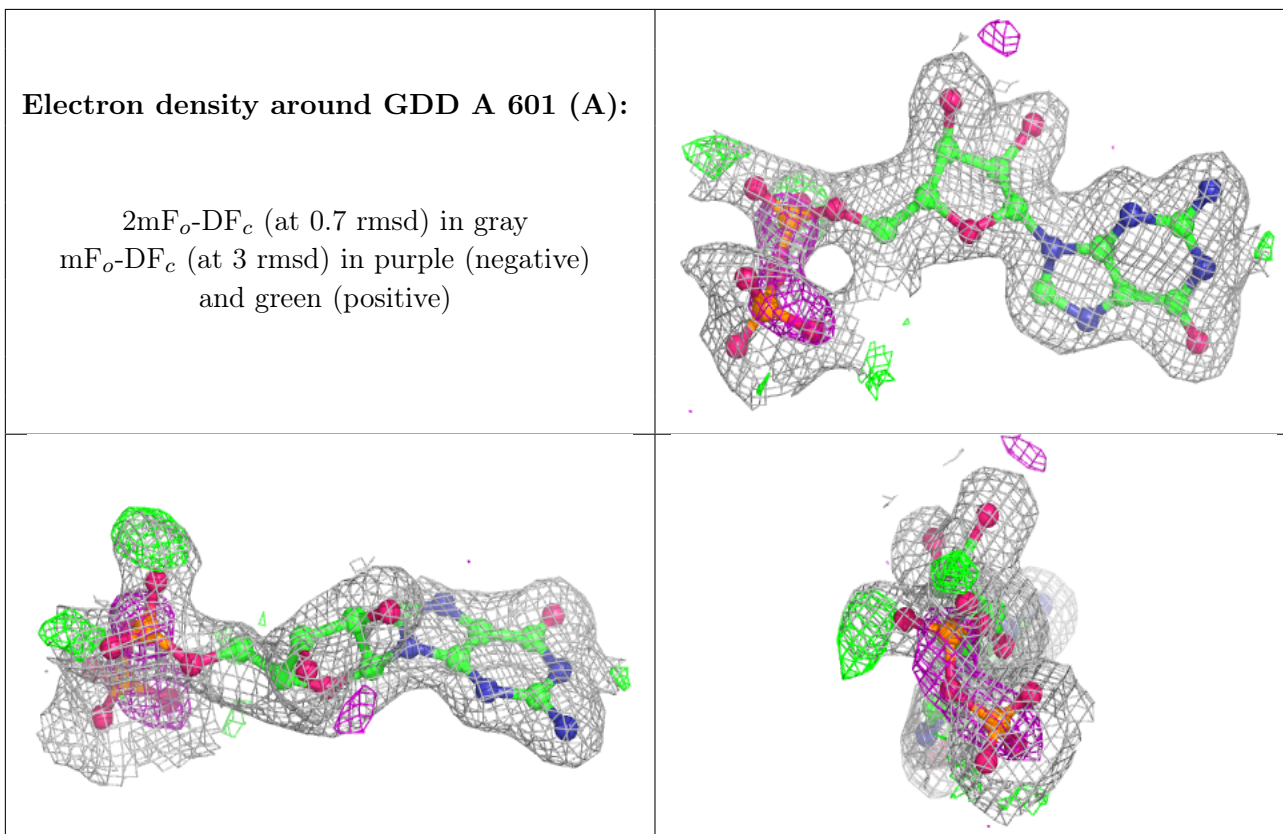 Electron density around GDD A 601 (A):
2mFo-DFc (at 0.7 rmsd) in gray
mFo-DFc (at 3 rmsd) in purple (negative)
and green (positive)